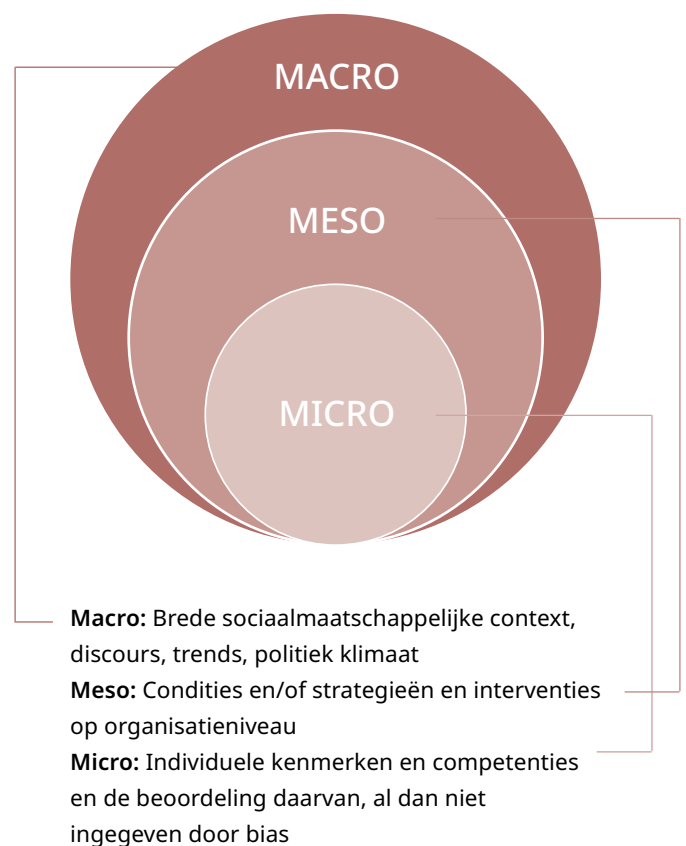 MACRO
MESO
MICRO
Macro: Brede sociaalmaatschappelijke context,
discours, trends, politiek klimaat
Meso: Condities en/of strategieën en interventies
op organisatieniveau
Micro: Individuele kenmerken en competenties
en de beoordeling daarvan, al dan niet
ingegeven door bias